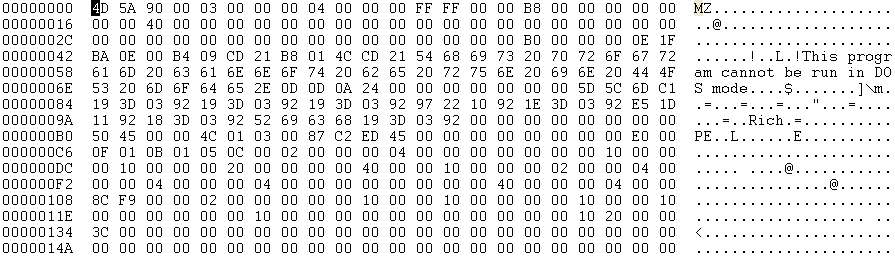 00000000 4D 5A 90 00 03 00 00 00 04 00 00 00 FF FF 00 00 B8 00 00 00 00 00 MZ....................
00000016 00 00 40 00 00 00 00 00 00 00 00 00 00 00 00 00 00 00 00 00 00 00 ..@...................
0000002C 00 00 00 00 00 00 00 00 00 00 00 00 00 00 00 00 B0 00 00 00 0E 1F ......................
00000042 BA 0E 00 B4 09 CD 21 B8 01 4C CD 21 54 68 69 73 20 70 72 6F 67 72 ......!..L.!This progr
00000058 61 6D 20 63 61 6E 6E 6F 74 20 62 65 20 72 75 6E 20 69 6E 20 44 4F am cannot be run in DO
0000006E 53 20 6D 6F 64 65 2E 0D 0D 0A 24 00 00 00 00 00 00 00 5D 5C 6D C1 S mode....$.......]\m.
00000084 19 3D 03 92 19 3D 03 92 19 3D 03 92 97 22 10 92 1E 3D 03 92 E5 1D .=...=...=..."...=....
0000009A 11 92 18 3D 03 92 52 69 63 68 19 3D 03 92 00 00 00 00 00 00 00 00 ...=..Rich.=..........
000000B0 50 45 00 00 4C 01 03 00 87 C2 ED 45 00 00 00 00 00 00 00 00 E0 00 PE..L......E..........
000000C6 0F 01 0B 01 05 0C 00 02 00 00 00 04 00 00 00 00 00 00 00 10 00 00 ......................
000000DC 00 10 00 00 00 20 00 00 00 00 40 00 00 10 00 00 00 02 00 00 04 00 ..... ....@...........
000000F2 00 00 04 00 00 00 04 00 00 00 00 00 00 00 00 40 00 00 00 04 00 00 ...............@......
00000108 8C F9 00 00 02 00 00 00 00 00 10 00 00 10 00 00 00 00 10 00 00 10 ......................
0000011E 00 00 00 00 00 00 10 00 00 00 00 00 00 00 00 00 00 00 10 20 00 00 ................... ..
00000134 3C 00 00 00 00 00 00 00 00 00 00 00 00 00 00 00 00 00 00 00 00 00 <.....................
0000014A 00 00 00 00 00 00 00 00 00 00 00 00 00 00 00 00 00 00 00 00 00 00 ......................